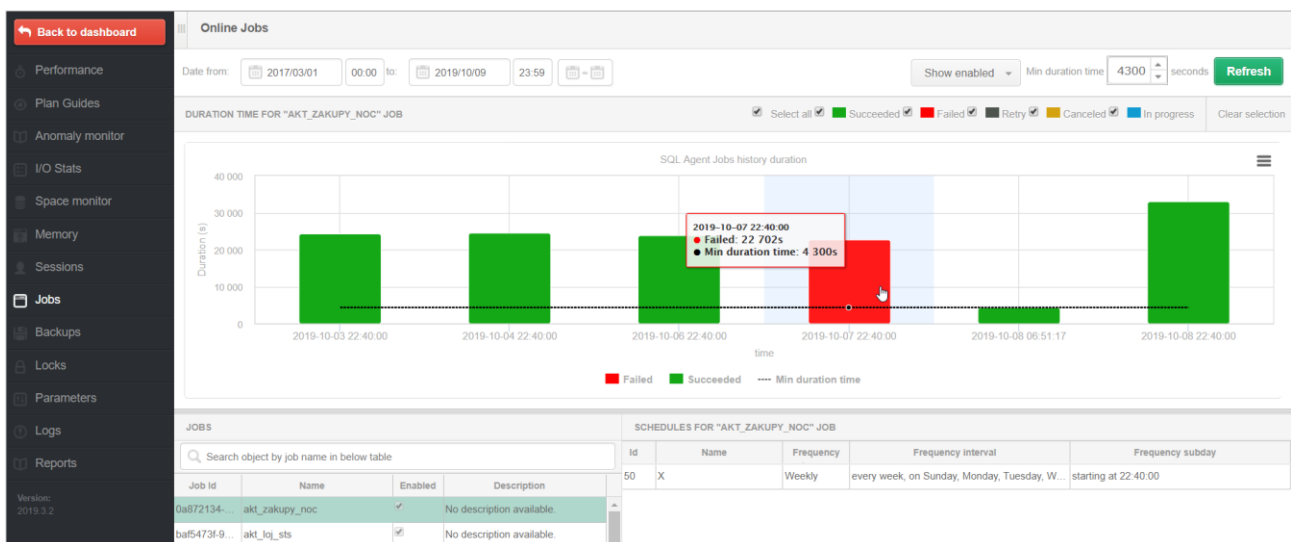 Back to dashboard
Online Jobs
Performance
Plan Guides
Anomaly monitor
I/O Stats
Space monitor
Memory
Sessions
Jobs
Backups
Locks
Parameters
Logs
Reports
Version:
2019.3.2
Date from: 2017/03/01 00:00 to: 2019/10/09 23:59 - Show enabled Min duration time 4300 seconds Refresh
DURATION TIME FOR "AKT_ZAKUPY_NOC" JOB Select all Succeeded Failed Retry Canceled In progress Clear selection
SQL Agent Jobs history duration
Duration (s)
40 000
30 000
20 000
10 000
0
2019-10-07 22:40:00
Failed: 22 702s
Min duration time: 4 300s
2019-10-03 22:40:00 2019-10-04 22:40:00 2019-10-06 22:40:00 2019-10-07 22:40:00 2019-10-08 06:51:17 2019-10-08 22:40:00
time
Failed Succeeded Min duration time
JOBS
Search object by job name in below table
Job Id Name Enabled Description
0a872134-... akt_zakupy_noc No description available.
baf5473f-9... akt_loj_sts No description available.
SCHEDULES FOR "AKT_ZAKUPY_NOC" JOB
Id Name Frequency Frequency interval Frequency subday
50 X Weekly every week, on Sunday, Monday, Tuesday, W... starting at 22:40:00